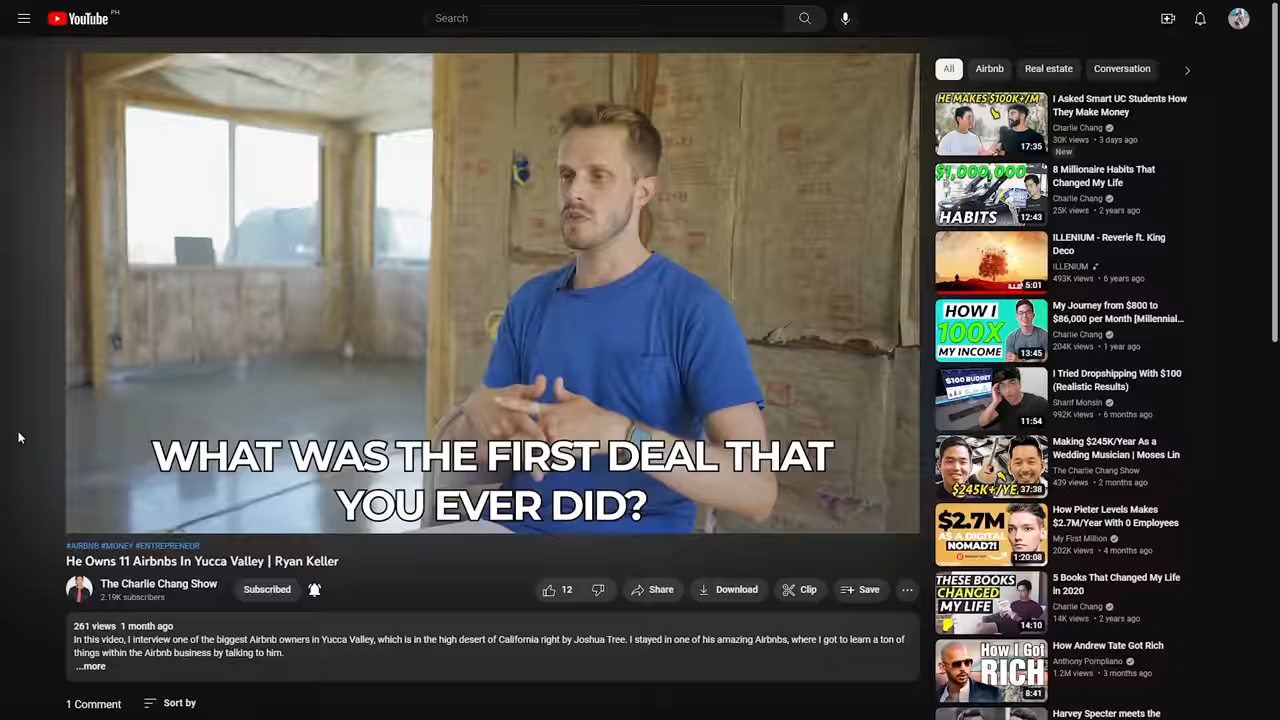 YouTube PH
Search
WHAT WAS THE FIRST DEAL THAT
YOU EVER DID?
#AIRBNB #MONEY #ENTREPRENEUR
He Owns 11 Airbnbs In Yucca Valley | Ryan Kelley
The Charlie Chang Show
2.19K subscribers
Subscribed
12
Share
Download
Clip
Save
261 views 1 month ago
In this video, I interview one of the biggest Airbnb owners in Yucca Valley, which is in the high desert of California right by Joshua Tree. I stayed in one of his amazing Airbnbs, where I got to learn a ton of
things within the Airbnb business by talking to him.
...more
1 Comment
Sort by
All
Airbnb
Real estate
Conversation
HE MAKES $100K+/M
17:35
I Asked Smart UC Students How
They Make Money
Charlie Chang
30K views • 3 days ago
New
$1,000,000
HABITS
12:43
8 Millionaire Habits That
Changed My Life
Charlie Chang
25K views • 2 years ago
5:01
ILLENIUM - Reverie ft. King
Deco
ILLENIUM
493K views • 6 years ago
HOW I
100X
MY INCOME
13:45
My Journey from $800 to
$86,000 per Month [Millennial...
Charlie Chang
204K views • 1 year ago
$100 BUDGET
11:54
I Tried Dropshipping With $100
(Realistic Results)
Sharif Mohsin
992K views • 6 months ago
$245K+/YE
37:38
Making $245K/Year As a
Wedding Musician | Moses Lin
The Charlie Chang Show
439 views • 2 months ago
$2.7M
AS A DIGITAL
NOMAD?!
1:20:08
How Pieter Levels Makes
$2.7M/Year With 0 Employees
My First Million
202K views • 4 months ago
THESE BOOKS
CHANGED
MY LIFE
14:10
5 Books That Changed My Life
in 2020
Charlie Chang
14K views • 2 years ago
How I Got
RICH
8:41
How Andrew Tate Got Rich
Anthony Pompliano
1.2M views • 3 months ago
Harvey Specter meets the